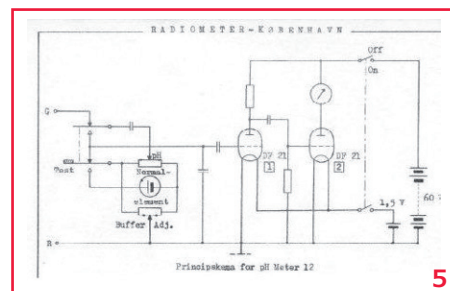 RADIOMETER-KØBENHAVN
Off
On
G
pH
Test
Normal-
element
Buffer Adj.
DF 21
1
DF 21
2
1,5 V
60 V
R
Principskema for pH Meter 12
5